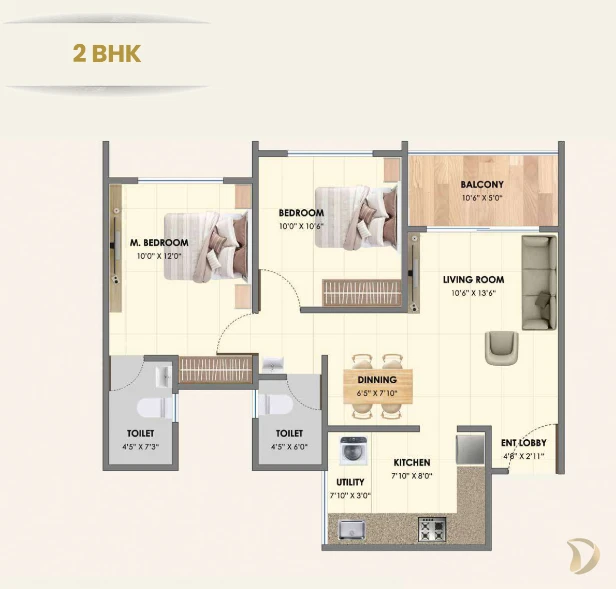 2 BHK
BALCONY
10'6" X 5'0"
BEDROOM
10'0" X 10'6"
M. BEDROOM
10'0" X 12'0"
LIVING ROOM
10'6" X 13'6"
DINNING
6'5" X 7'10"
TOILET
4'5" X 7'3"
TOILET
4'5" X 6'0"
ENT LOBBY
4'8" X 2'11"
KITCHEN
7'10" X 8'0"
UTILITY
7'10" X 3'0"